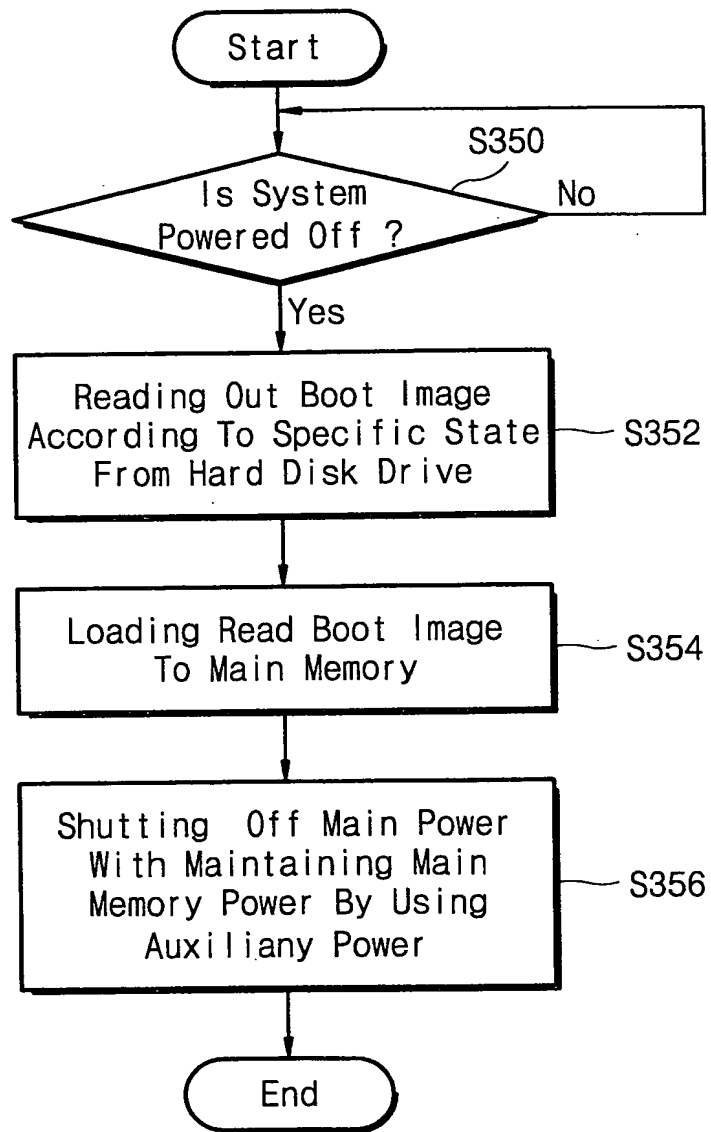 Start
S350
Is System
Powered Off ?
No
Yes
Reading Out Boot Image
According To Specific State
From Hard Disk Drive
S352
Loading Read Boot Image
To Main Memory
S354
Shutting Off Main Power
With Maintaining Main
Memory Power By Using
Auxiliany Power
S356
End